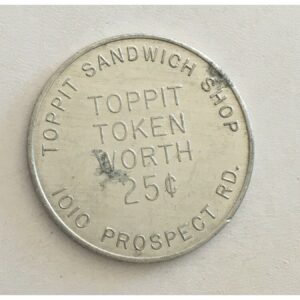 TOPPIT SANDWICH SHOP
TOPPIT
TOKEN
WORTH
25¢
1010 PROSPECT RD.